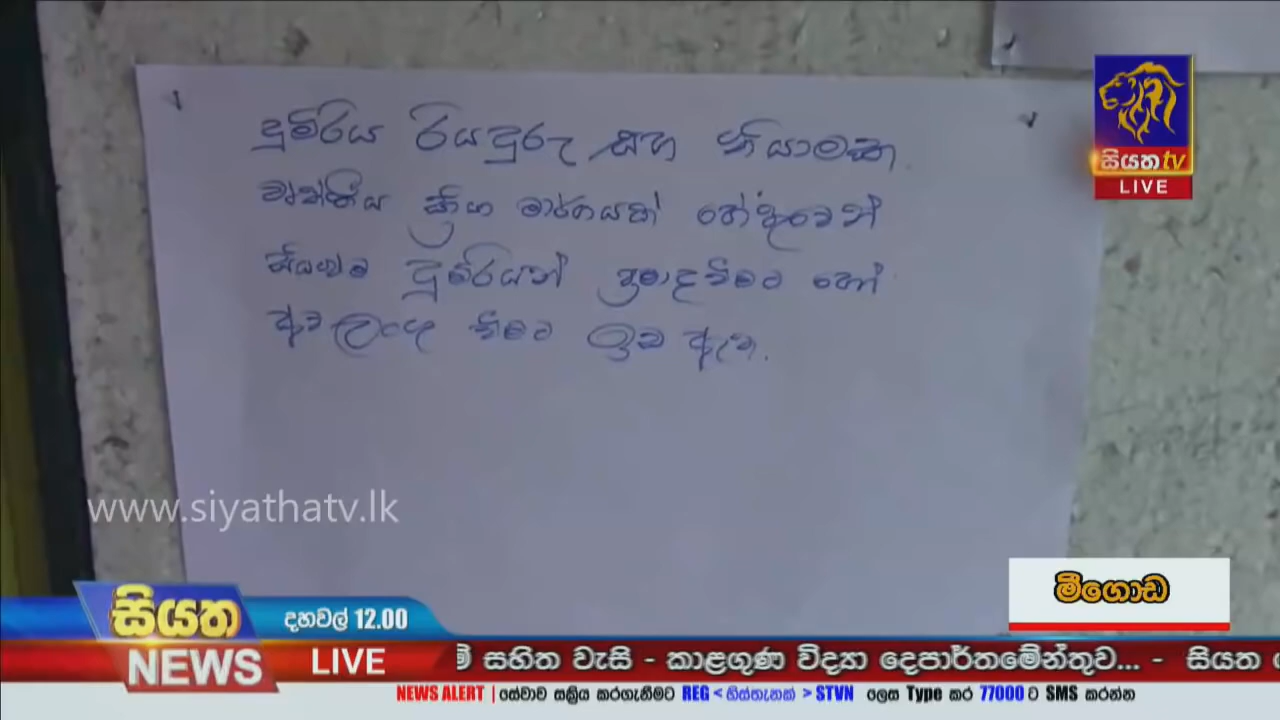 දුම්රිය රියදුරු සහ නියාමක
වෘත්තීය ක්‍රියා මාර්ගයක් හේතුවෙන්
සියළුම දුම්රියන් ප්‍රමාද වීමට හෝ
අවලංගු වීමට ඉඩ ඇත.
සියත tv
LIVE
www.siyathatv.lk
මීගොඩ
සියත
දහවල් 12.00
NEWS
LIVE
සහිත වැසි - කාළගුණ විද්‍යා දෙපාර්තමේන්තුව... - සියත
NEWS ALERT | සේවාව සක්‍රිය කරගැනීමට REG < හිස්තැනක් > STVN ලෙස Type කර 77000 ට SMS කරන්න